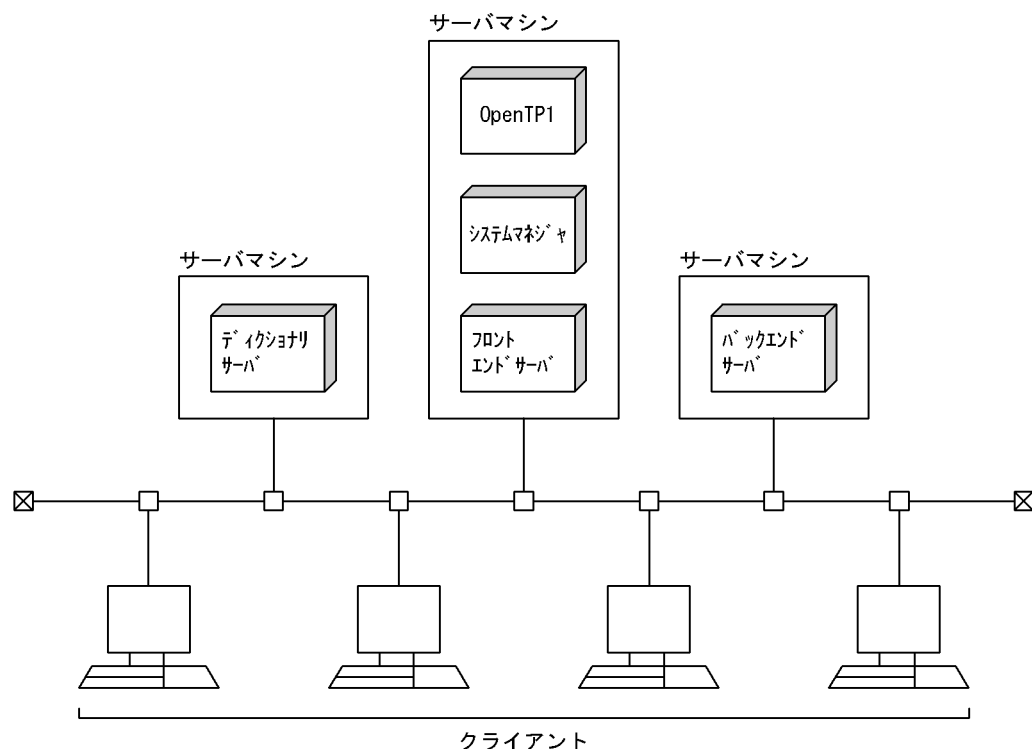 サーバマシン
OpenTP1
システムマネジャ
サーバマシン
ディクショナリ
サーバ
フロント
エンドサーバ
サーバマシン
バックエンド
サーバ
クライアント